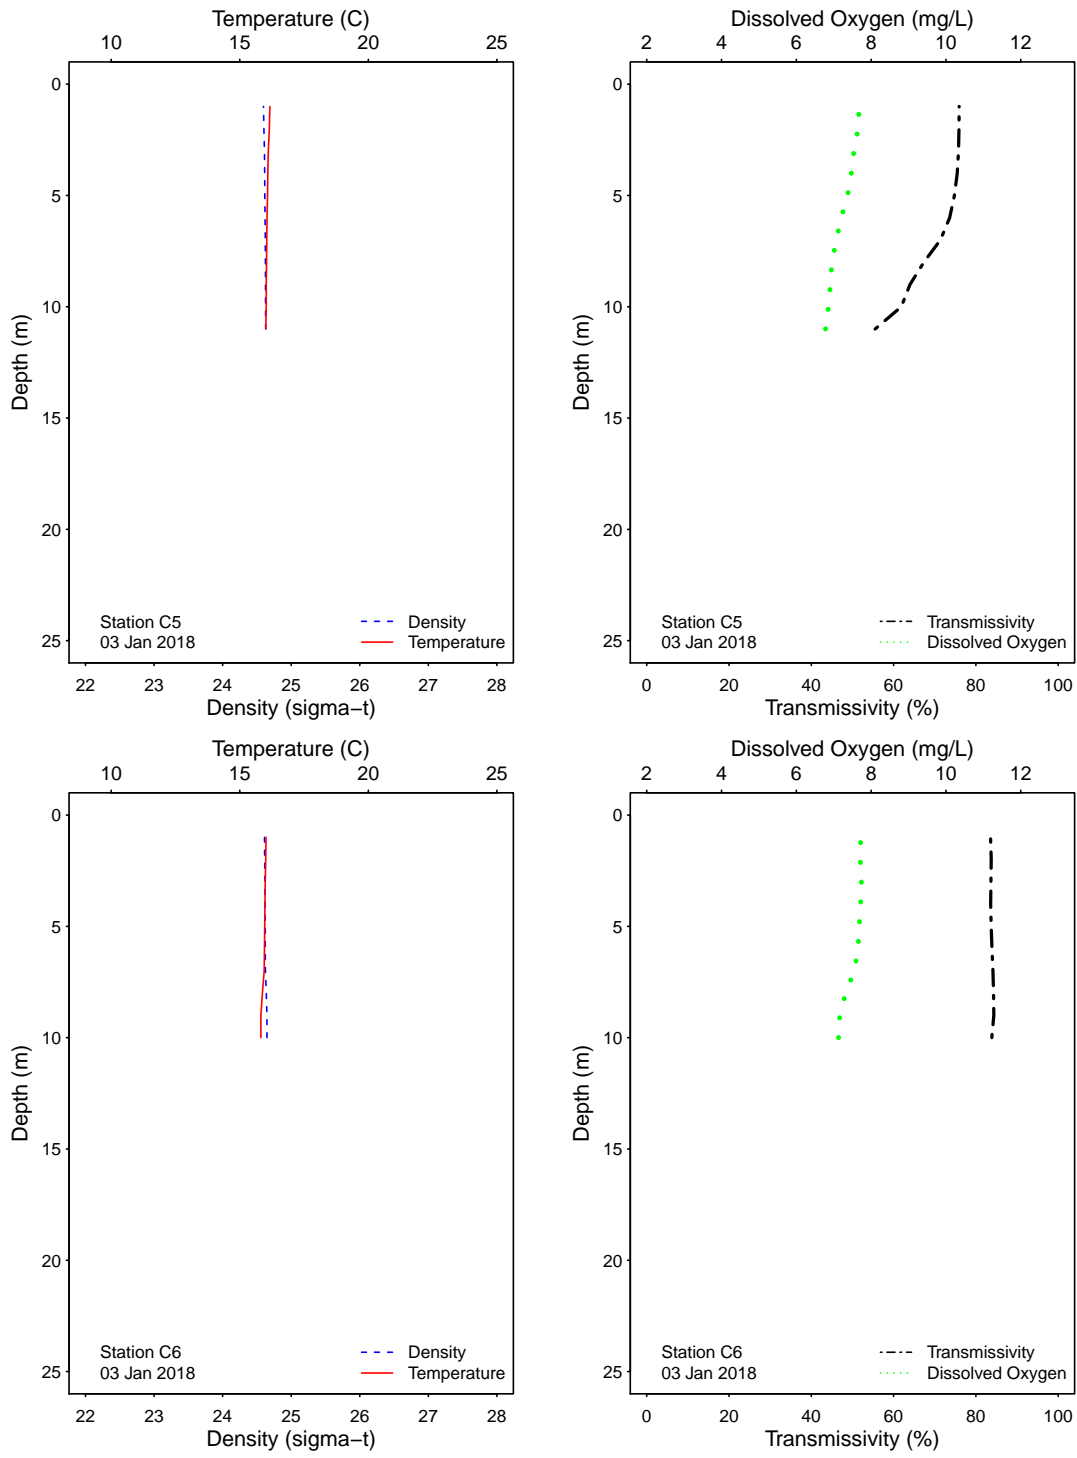 Temperature (C)
10 15 20 25
0
5
10
15
20
25
Depth (m)
Station C5
03 Jan 2018
Density
Temperature
22 23 24 25 26 27 28
Density (sigma−t)
Dissolved Oxygen (mg/L)
2 4 6 8 10 12
0
5
10
15
20
25
Depth (m)
Station C5
03 Jan 2018
Transmissivity
Dissolved Oxygen
0 20 40 60 80 100
Transmissivity (%)
Temperature (C)
10 15 20 25
0
5
10
15
20
25
Depth (m)
Station C6
03 Jan 2018
Density
Temperature
22 23 24 25 26 27 28
Density (sigma−t)
Dissolved Oxygen (mg/L)
2 4 6 8 10 12
0
5
10
15
20
25
Depth (m)
Station C6
03 Jan 2018
Transmissivity
Dissolved Oxygen
0 20 40 60 80 100
Transmissivity (%)